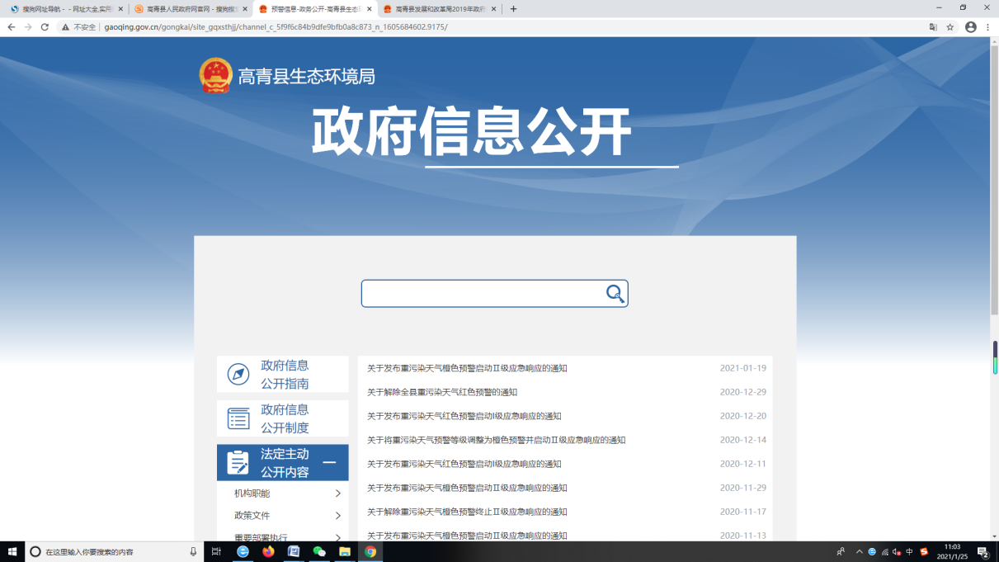 搜狗网址导航 - - 网址大全,实用
高青县人民政府网官网 - 搜狗搜
预警信息-政务公开-高青县生态
高青县发展和改革局2019年政府
不安全 | gaoqing.gov.cn/gongkai/site_gqxsthjj/channel_c_5f9f6c84b9dfe9bfb0a8c873_n_1605684602.9175/
高青县生态环境局
政府信息公开
政府信息
公开指南
政府信息
公开制度
法定主动
公开内容
机构职能
政策文件
重要部署执行
关于发布重污染天气橙色预警启动Ⅱ级应急响应的通知 2021-01-19
关于解除全县重污染天气红色预警的通知 2020-12-29
关于发布重污染天气红色预警启动I级应急响应的通知 2020-12-20
关于将重污染天气预警等级调整为橙色预警并启动Ⅱ级应急响应的通知 2020-12-14
关于发布重污染天气红色预警启动I级应急响应的通知 2020-12-11
关于发布重污染天气橙色预警启动Ⅱ级应急响应的通知 2020-11-29
关于解除重污染天气橙色预警终止Ⅱ级应急响应的通知 2020-11-17
关于发布重污染天气橙色预警启动Ⅱ级应急响应的通知 2020-11-13
在这里输入你要搜索的内容
中
11:03
2021/1/25
2